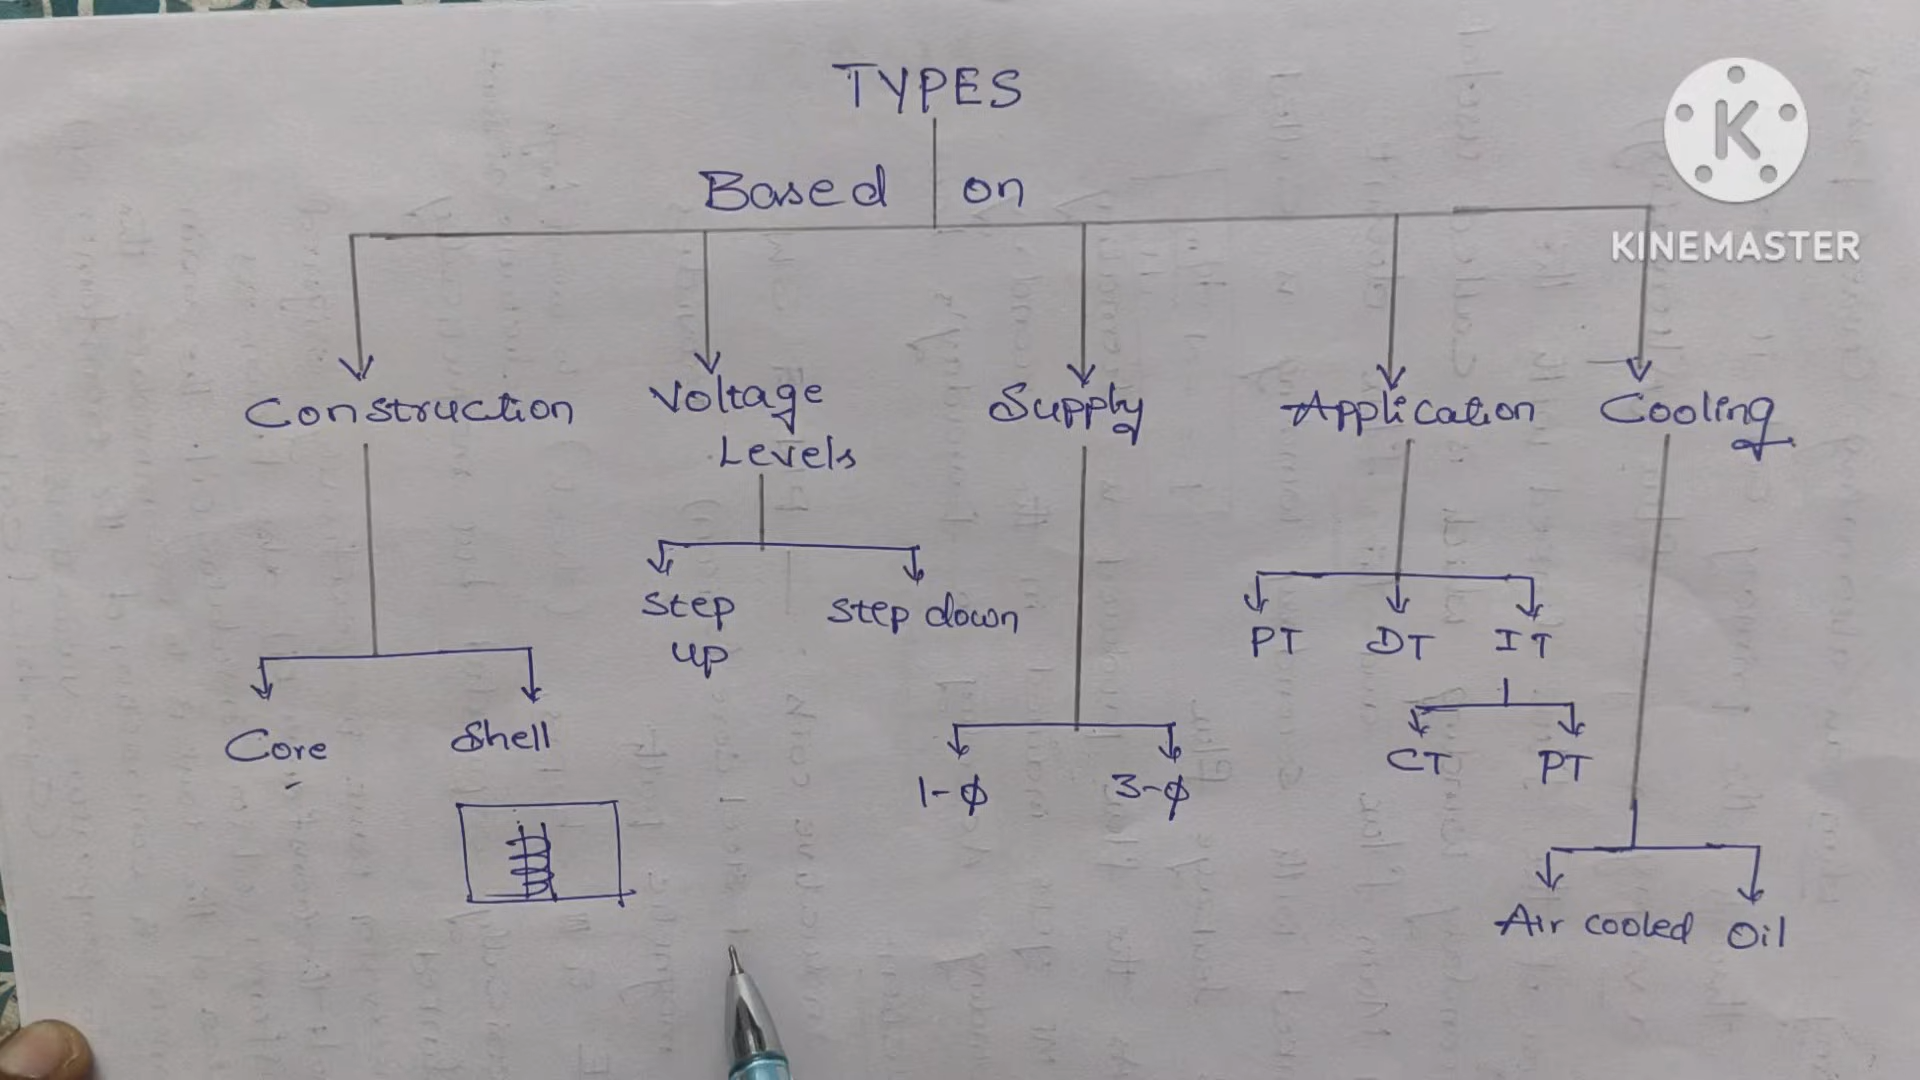 TYPES
Based on
KINEMASTER
Construction
Voltage
Levels
Supply
Application
Cooling
Step
up
Step down
PT
DT
IT
Core
Shell
1-φ
3-φ
CT
PT
Air cooled
Oil